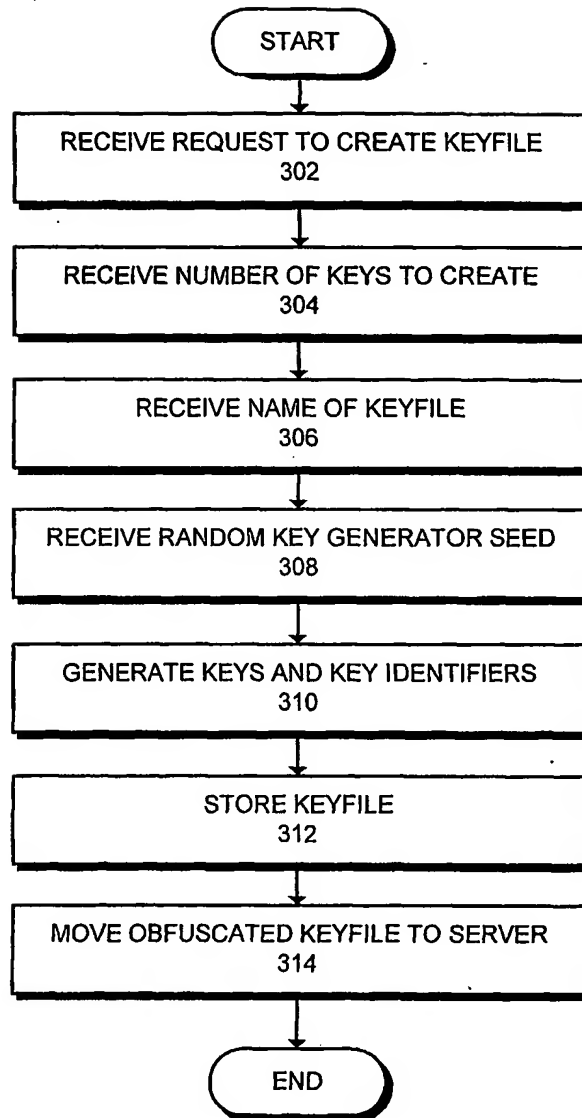 START
RECEIVE REQUEST TO CREATE KEYFILE
302
RECEIVE NUMBER OF KEYS TO CREATE
304
RECEIVE NAME OF KEYFILE
306
RECEIVE RANDOM KEY GENERATOR SEED
308
GENERATE KEYS AND KEY IDENTIFIERS
310
STORE KEYFILE
312
MOVE OBFUSCATED KEYFILE TO SERVER
314
END